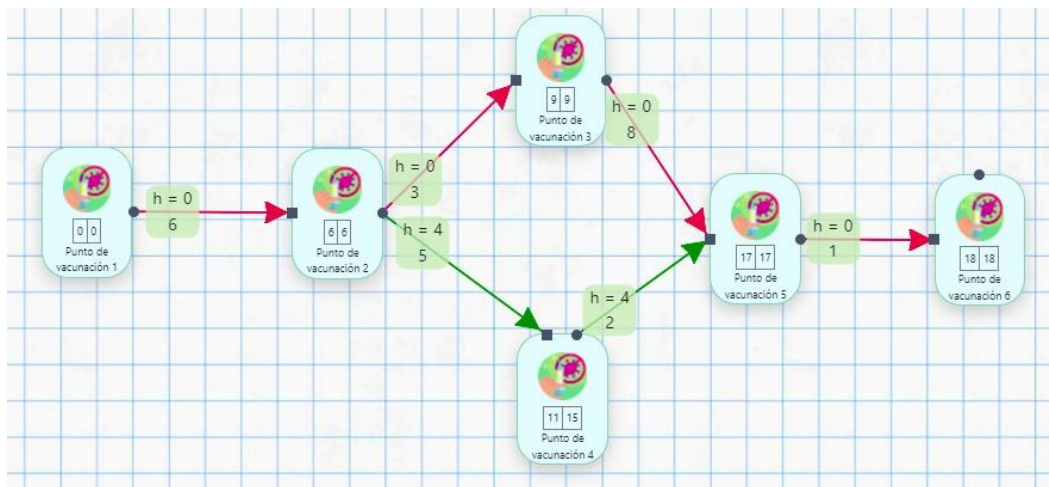 0 0
Punto de
vacunación 1
h = 0
6
6 6
Punto de
vacunación 2
h = 0
3
h = 4
5
9 9
Punto de
vacunación 3
h = 0
8
11 15
Punto de
vacunación 4
h = 4
2
17 17
Punto de
vacunación 5
h = 0
1
18 18
Punto de
vacunación 6